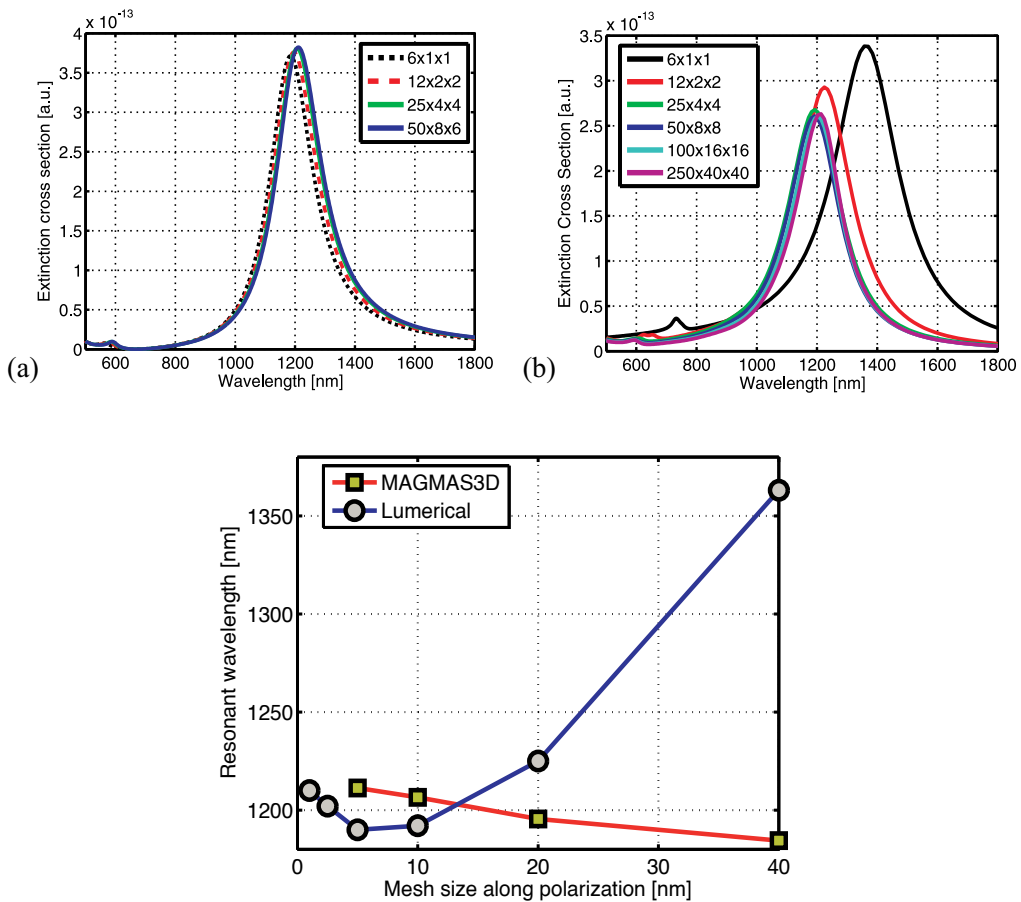 x 10⁻¹³
4
3.5
3
2.5
2
1.5
1
0.5
0
600 800 1000 1200 1400 1600 1800
Wavelength [nm]
Extinction cross section [a.u.]
6x1x1
12x2x2
25x4x4
50x8x6
(a)
x 10⁻¹³
3.5
3
2.5
2
1.5
1
0.5
0
600 800 1000 1200 1400 1600 1800
Wavelength [nm]
Extinction Cross Section [a.u.]
6x1x1
12x2x2
25x4x4
50x8x8
100x16x16
250x40x40
(b)
MAGMAS3D
Lumerical
1350
1300
1250
1200
0 10 20 30 40
Mesh size along polarization [nm]
Resonant wavelength [nm]